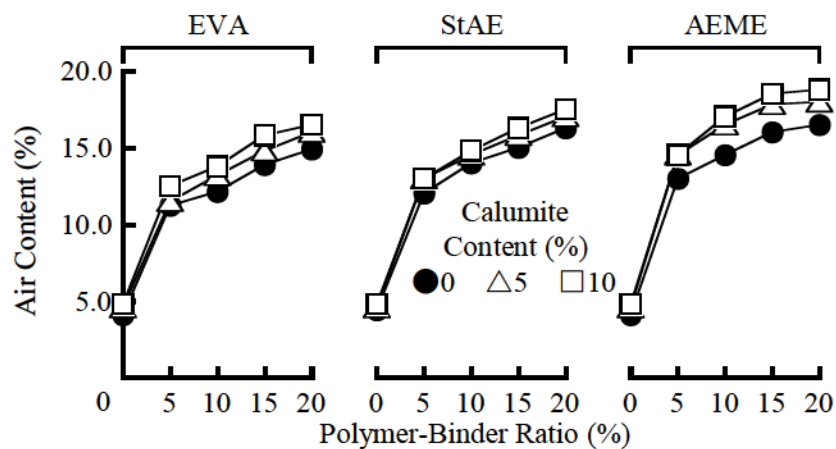 EVA StAE AEME
20.0
15.0
10.0
5.0
0
Air Content (%)
Calumite
Content (%)
0 5 10
5 10 15 20 0 5 10 15 20 0 5 10 15 20
Polymer-Binder Ratio (%)